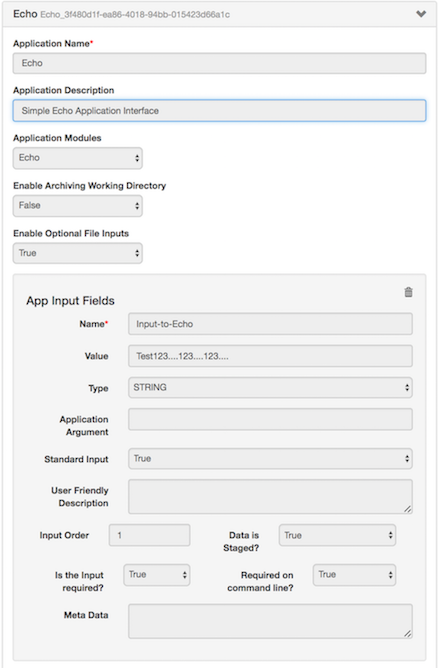 Echo Echo_3f480d1f-ea86-4018-94bb-015423d66a1c
Application Name*
Echo
Application Description
Simple Echo Application Interface
Application Modules
Echo
Enable Archiving Working Directory
False
Enable Optional File Inputs
True
App Input Fields
Name* Input-to-Echo
Value Test123....123....123....
Type STRING
Application
Argument
Standard Input True
User Friendly
Description
Input Order 1 Data is
Staged? True
Is the Input
required? True Required on
command line? True
Meta Data